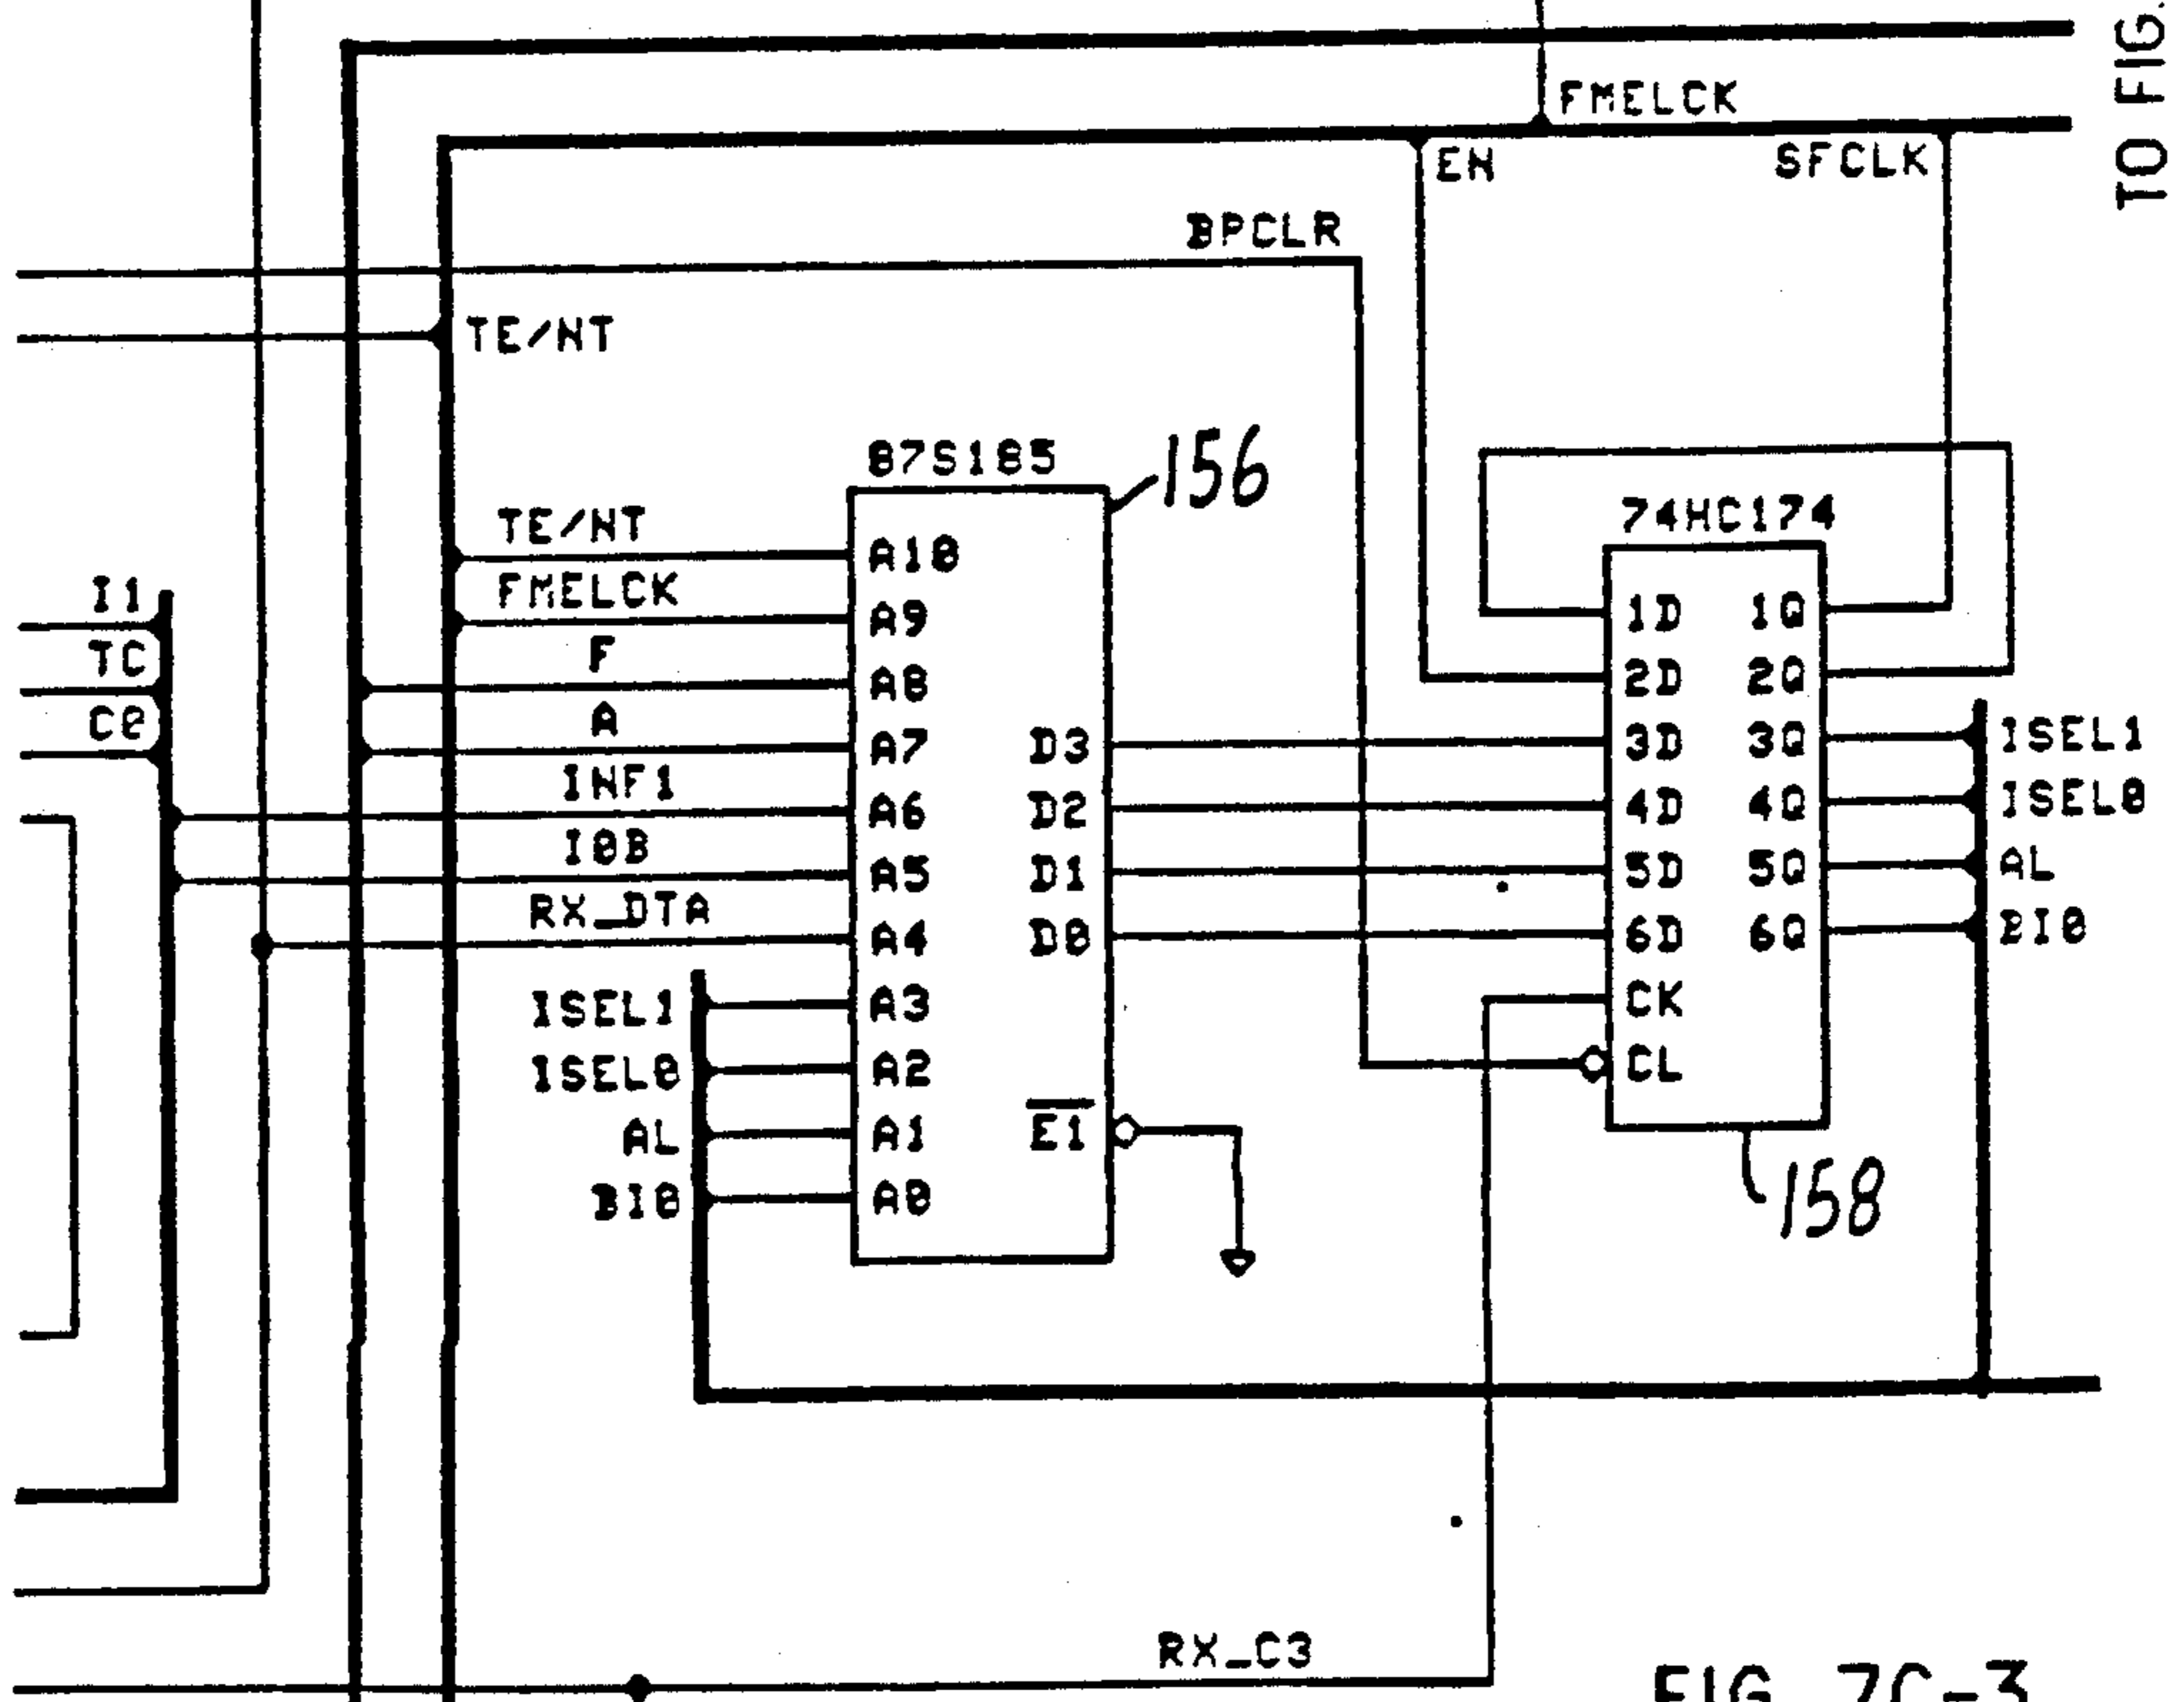 TO FIG.
FMELCK
EN
SFCLK
BPCLR
TE/NT
87S185
156
74HC174
TE/NT
A10
FMELCK
A9
F
A8
A
A7
INF1
A6
I0B
A5
RX_DTA
A4
ISEL1
A3
ISEL0
A2
AL
A1
BI0
A0
D3
D2
D1
D0
E1
I1
TC
C0
1D 1Q
2D 2Q
3D 3Q
ISEL1
4D 4Q
ISEL0
5D 5Q
AL
6D 6Q
BI0
CK
CL
158
RX_C3
FIG. 7C-3